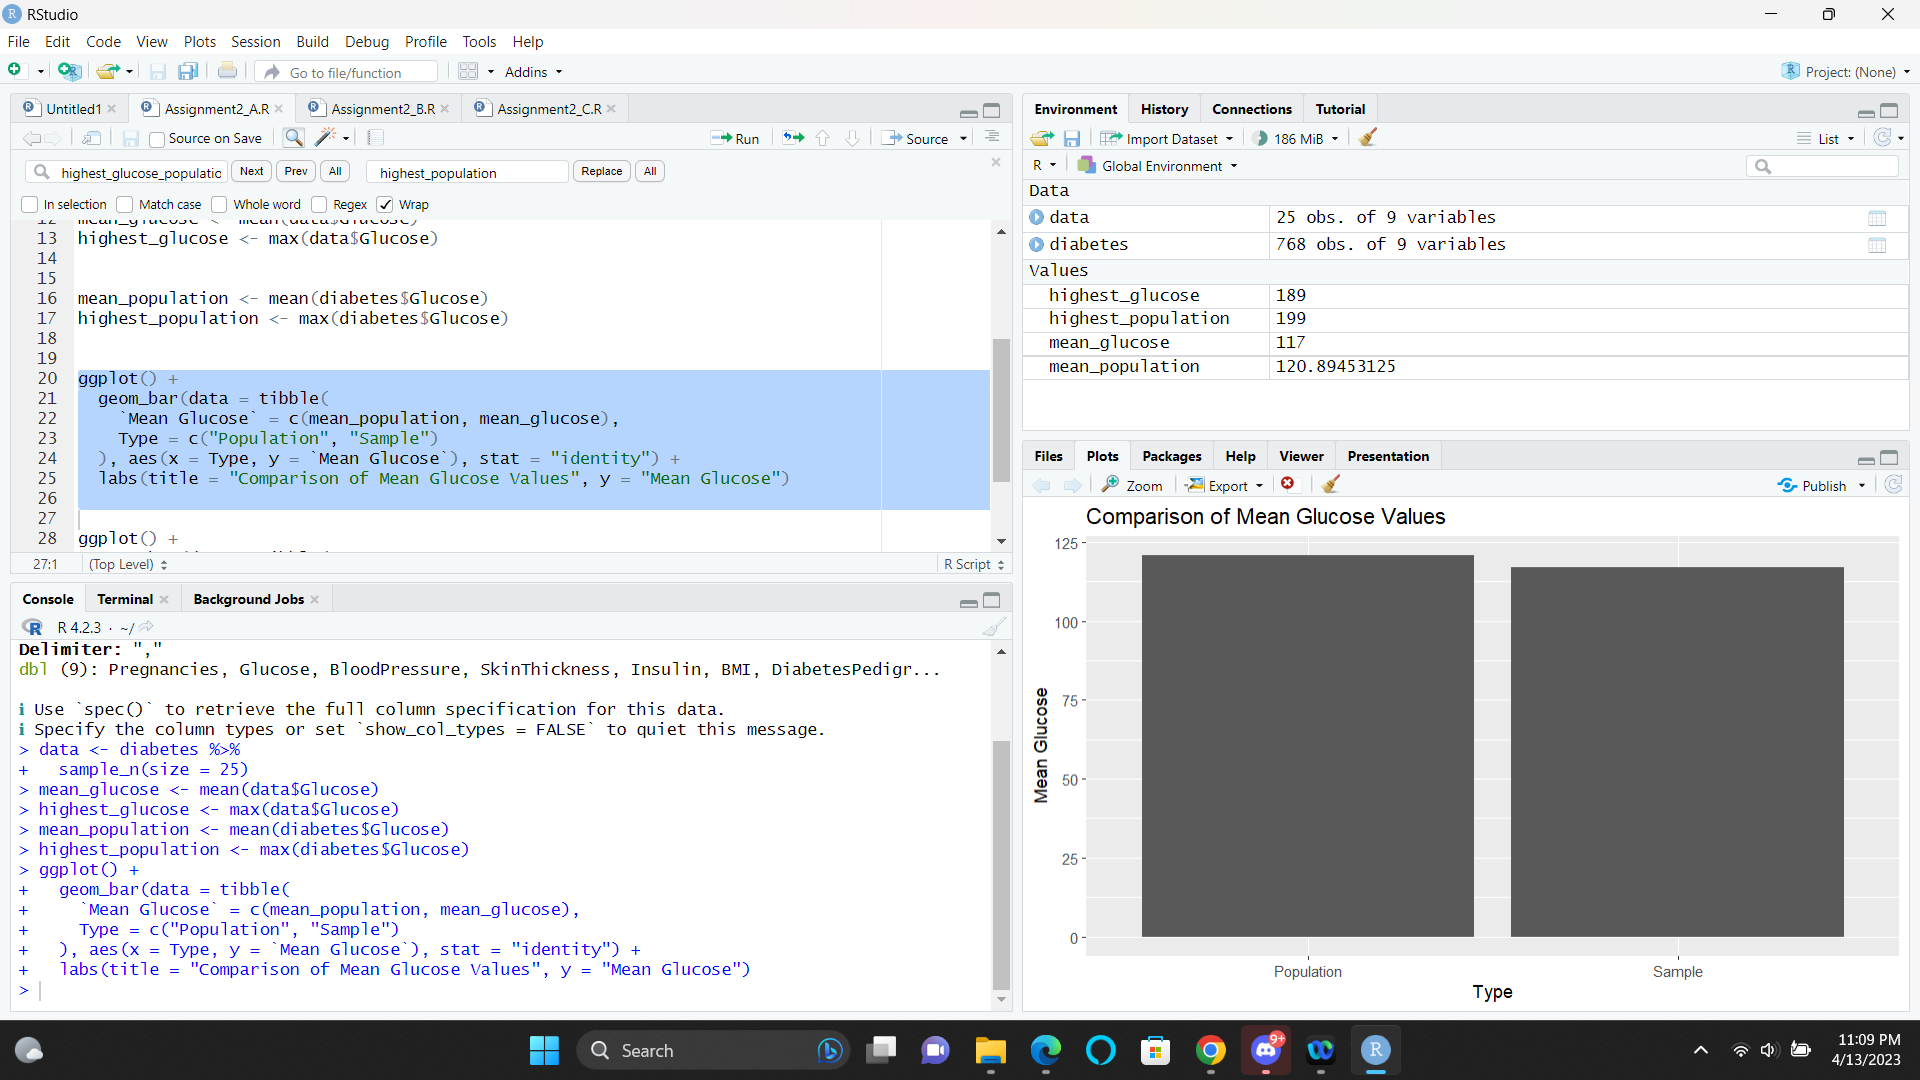 RStudio
File Edit Code View Plots Session Build Debug Profile Tools Help
Go to file/function Addins Project: (None)
Untitled1 Assignment2_A.R Assignment2_B.R Assignment2_C.R
Source on Save Run Source
highest_glucose_populatio Next Prev All highest_population Replace All
In selection Match case Whole word Regex Wrap
12 mean_glucose <- mean(data$Glucose)
13 highest_glucose <- max(data$Glucose)
14
15
16 mean_population <- mean(diabetes$Glucose)
17 highest_population <- max(diabetes$Glucose)
18
19
20 ggplot() +
21 geom_bar(data = tibble(
22 `Mean Glucose` = c(mean_population, mean_glucose),
23 Type = c("Population", "Sample")
24 ), aes(x = Type, y = `Mean Glucose`), stat = "identity") +
25 labs(title = "Comparison of Mean Glucose Values", y = "Mean Glucose")
26
27
28 ggplot() +
27:1 (Top Level) R Script
Console Terminal Background Jobs
R 4.2.3 · ~/
Delimiter: ","
dbl (9): Pregnancies, Glucose, BloodPressure, SkinThickness, Insulin, BMI, DiabetesPedigr...
i Use `spec()` to retrieve the full column specification for this data.
i Specify the column types or set `show_col_types = FALSE` to quiet this message.
> data <- diabetes %>%
+ sample_n(size = 25)
> mean_glucose <- mean(data$Glucose)
> highest_glucose <- max(data$Glucose)
> mean_population <- mean(diabetes$Glucose)
> highest_population <- max(diabetes$Glucose)
> ggplot() +
+ geom_bar(data = tibble(
+ `Mean Glucose` = c(mean_population, mean_glucose),
+ Type = c("Population", "Sample")
+ ), aes(x = Type, y = `Mean Glucose`), stat = "identity") +
+ labs(title = "Comparison of Mean Glucose Values", y = "Mean Glucose")
>
Environment History Connections Tutorial
Import Dataset 186 MiB List
R Global Environment
Data
data 25 obs. of 9 variables
diabetes 768 obs. of 9 variables
Values
highest_glucose 189
highest_population 199
mean_glucose 117
mean_population 120.89453125
Files Plots Packages Help Viewer Presentation
Zoom Export Publish
Comparison of Mean Glucose Values
125
100
75
50
25
0
Mean Glucose
Population Sample
Type
Search 9+ 11:09 PM
4/13/2023